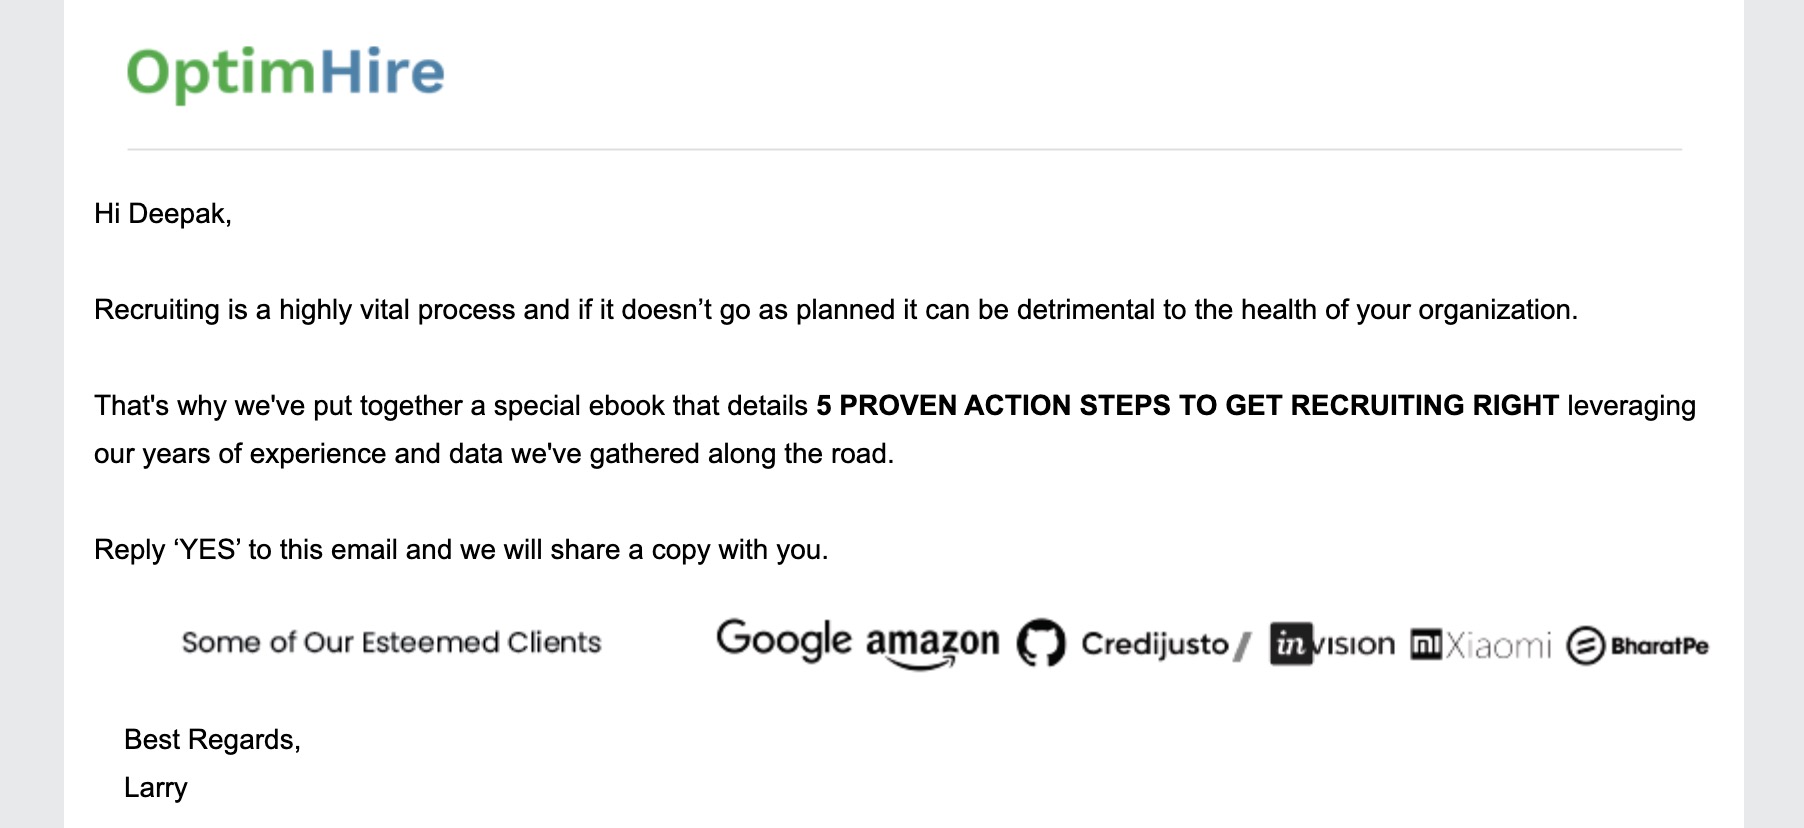 OptimHire
Hi Deepak,
Recruiting is a highly vital process and if it doesn’t go as planned it can be detrimental to the health of your organization.
That's why we've put together a special ebook that details 5 PROVEN ACTION STEPS TO GET RECRUITING RIGHT leveraging
our years of experience and data we've gathered along the road.
Reply ‘YES’ to this email and we will share a copy with you.
Some of Our Esteemed Clients Google amazon Credijusto/ invision mi Xiaomi BharatPe
Best Regards,
Larry